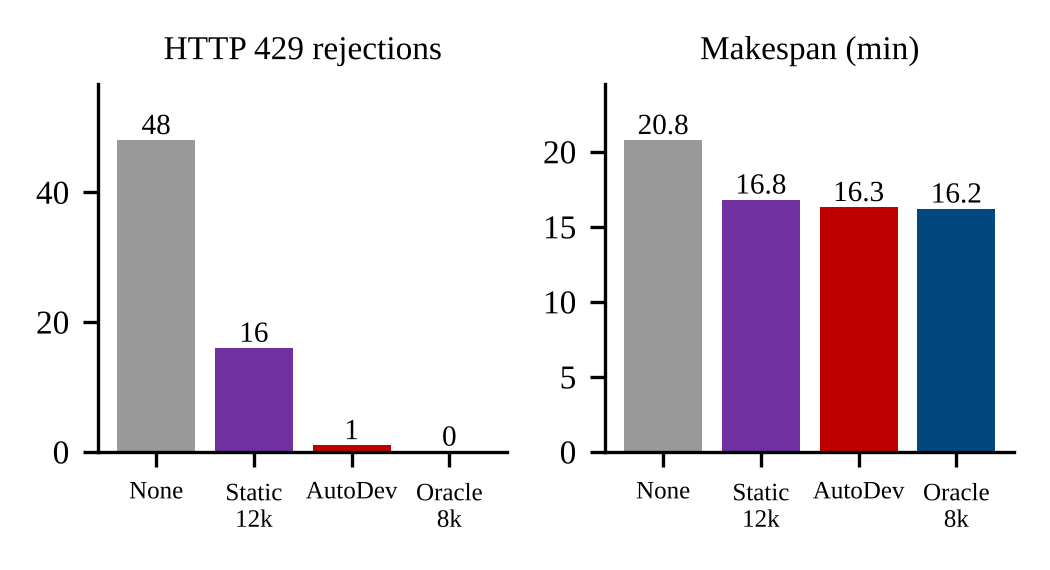 HTTP 429 rejections
48
40
16
20
1
0
0
None
Static
12k
AutoDev
Oracle
8k
Makespan (min)
20.8
20
16.8
16.3
16.2
15
10
5
0
None
Static
12k
AutoDev
Oracle
8k